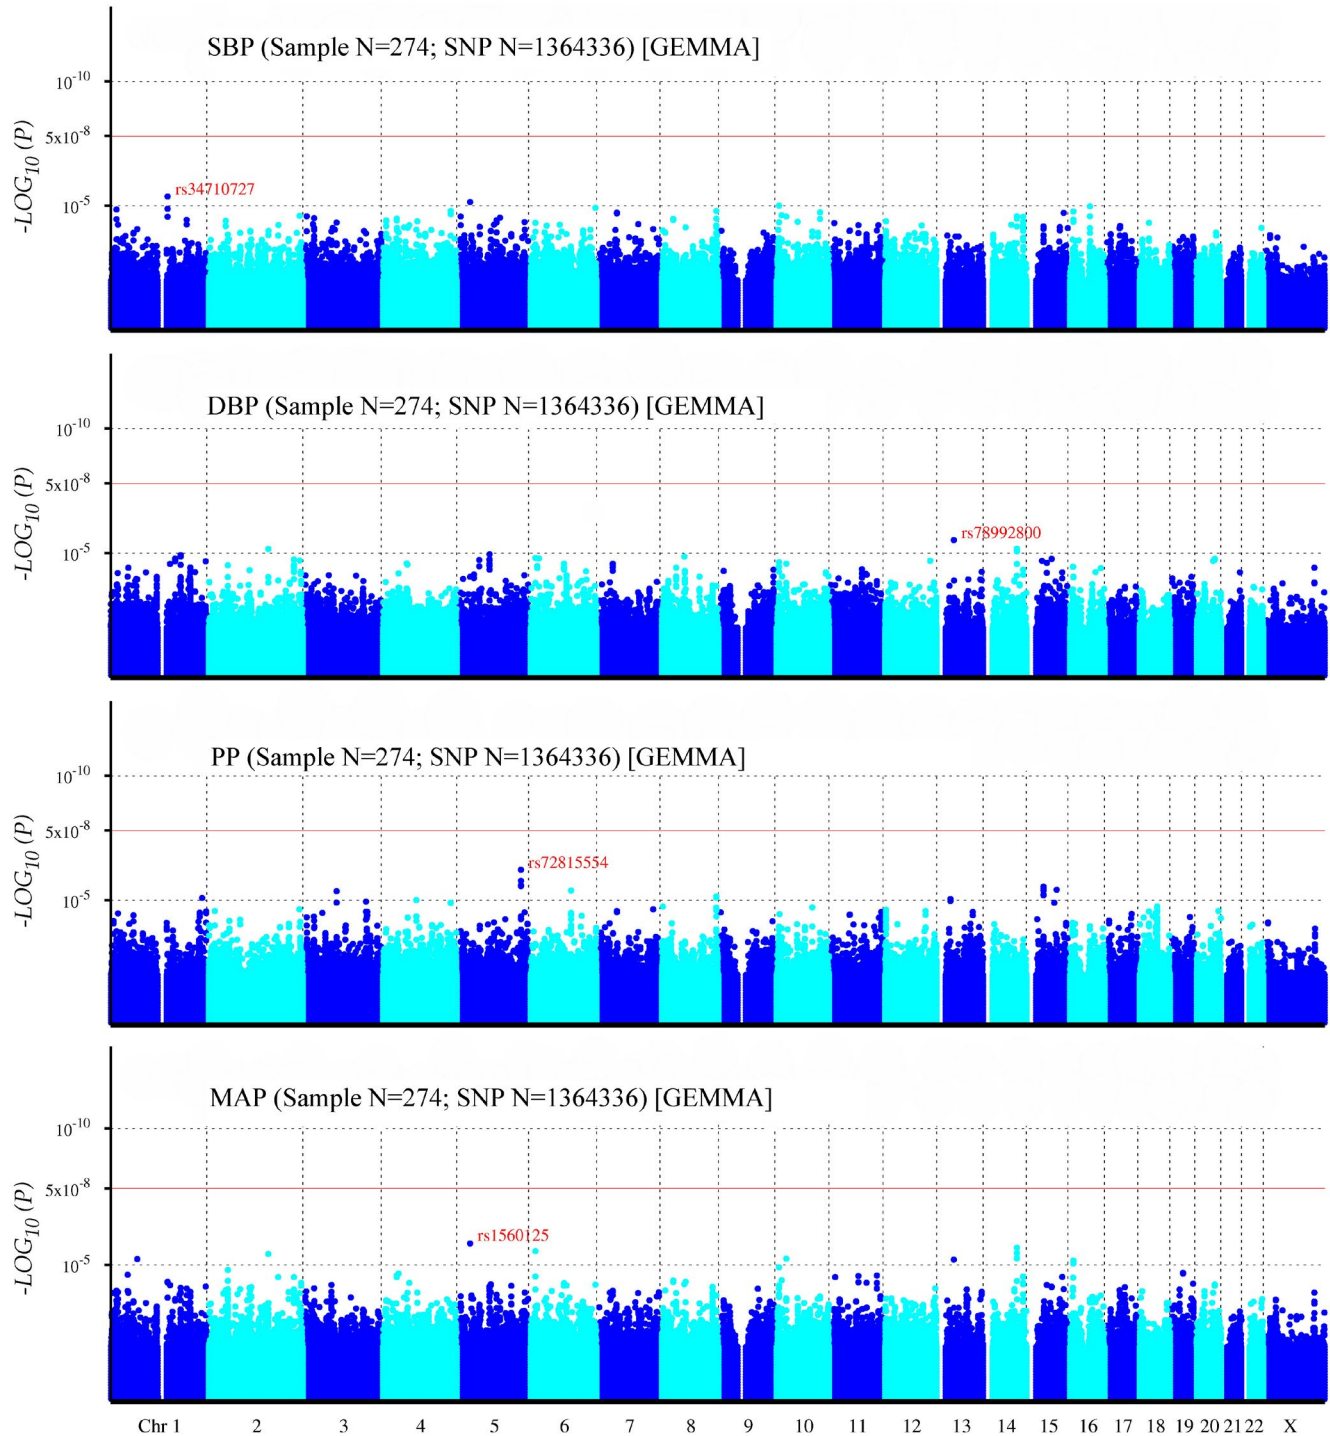 SBP (Sample N=274; SNP N=1364336) [GEMMA]
10-10
5x10-8
rs34710727
10-5
-LOG10 (P)
DBP (Sample N=274; SNP N=1364336) [GEMMA]
10-10
5x10-8
rs78992800
10-5
-LOG10 (P)
PP (Sample N=274; SNP N=1364336) [GEMMA]
10-10
5x10-8
rs72815554
10-5
-LOG10 (P)
MAP (Sample N=274; SNP N=1364336) [GEMMA]
10-10
5x10-8
rs1560125
10-5
-LOG10 (P)
Chr 1 2 3 4 5 6 7 8 9 10 11 12 13 14 15 16 17 18 19 20 21 22 X